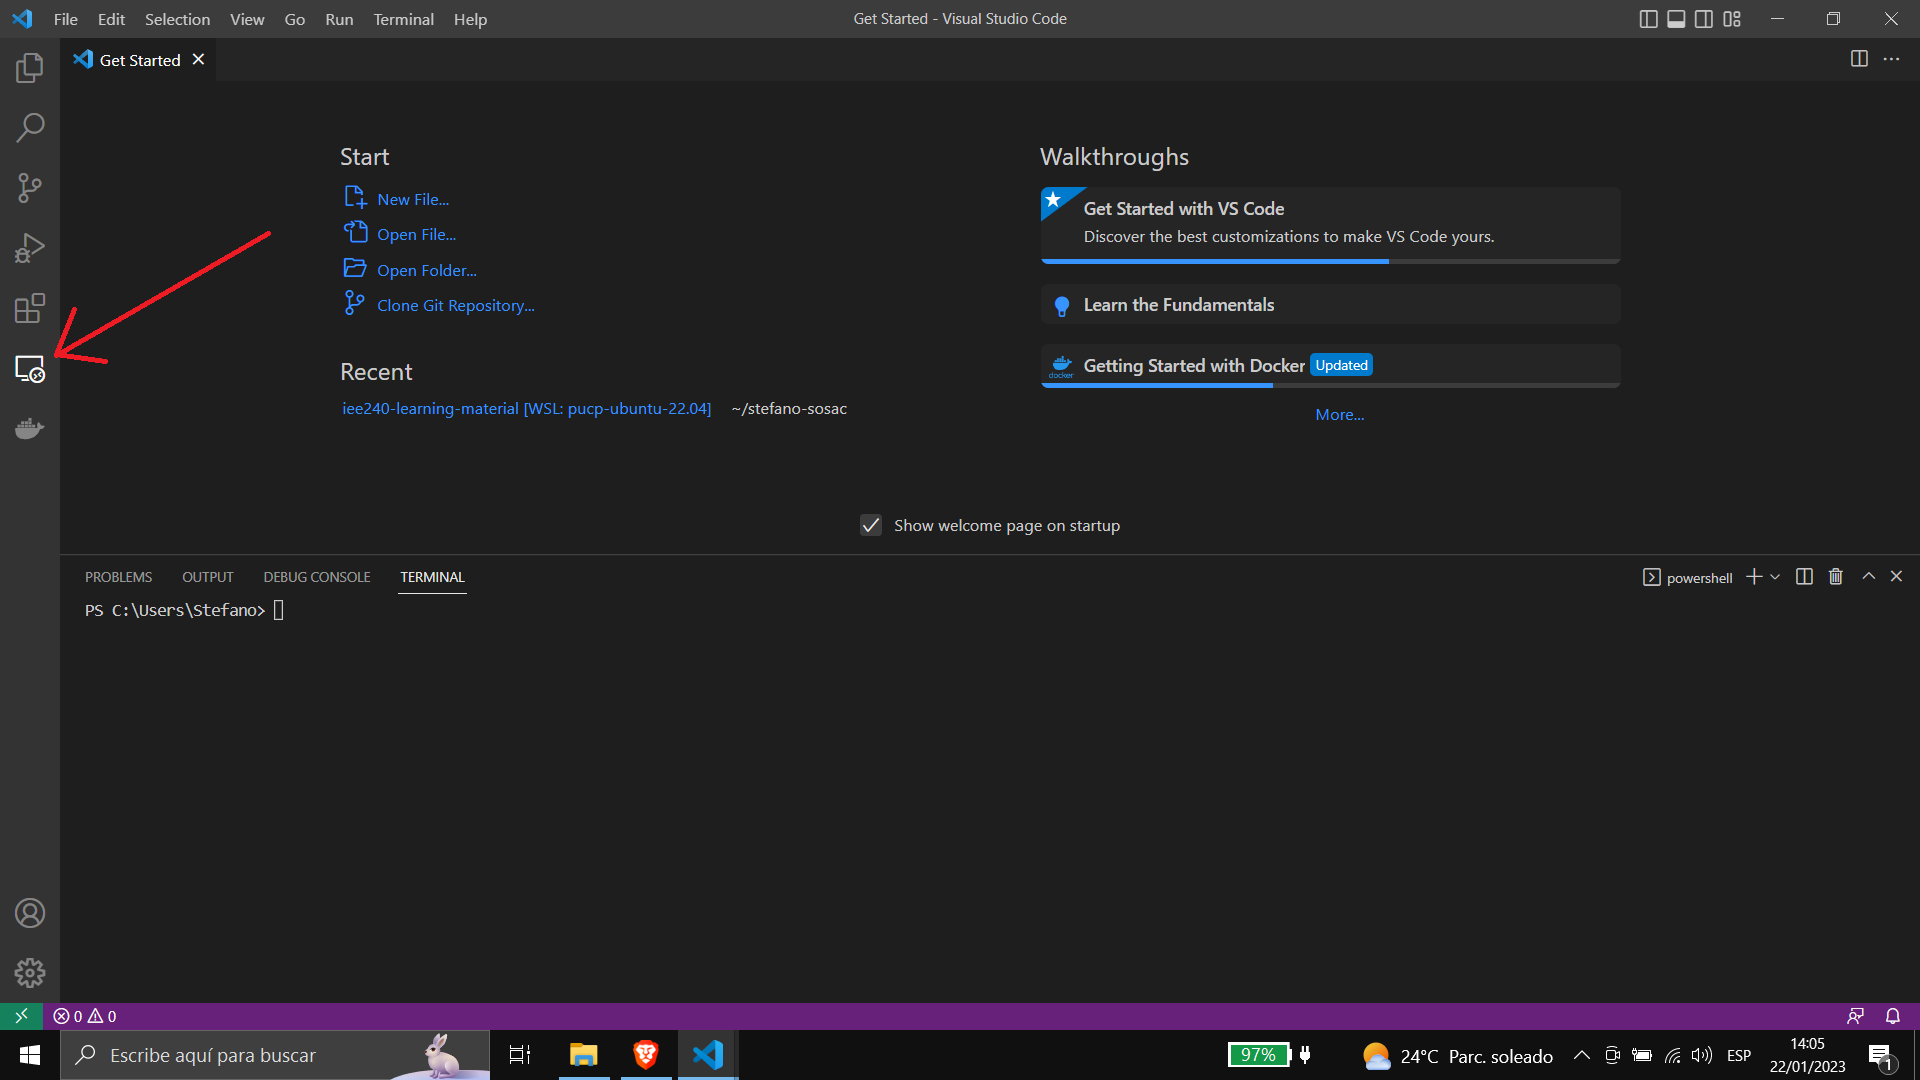 File Edit Selection View Go Run Terminal Help
Get Started - Visual Studio Code
Get Started
Start
New File...
Open File...
Open Folder...
Clone Git Repository...
Recent
iee240-learning-material [WSL: pucp-ubuntu-22.04] ~/stefano-sosac
Walkthroughs
Get Started with VS Code
Discover the best customizations to make VS Code yours.
Learn the Fundamentals
docker
Getting Started with Docker Updated
More...
Show welcome page on startup
PROBLEMS OUTPUT DEBUG CONSOLE TERMINAL
powershell
PS C:\Users\Stefano>
0 0
Escribe aquí para buscar
97%
24°C Parc. soleado
ESP
14:05
22/01/2023
1